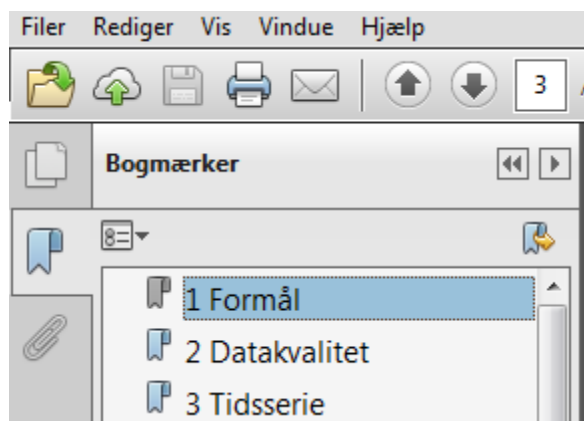 Filer Rediger Vis Vindue Hjælp
3
Bogmærker
1 Formål
2 Datakvalitet
3 Tidsserie